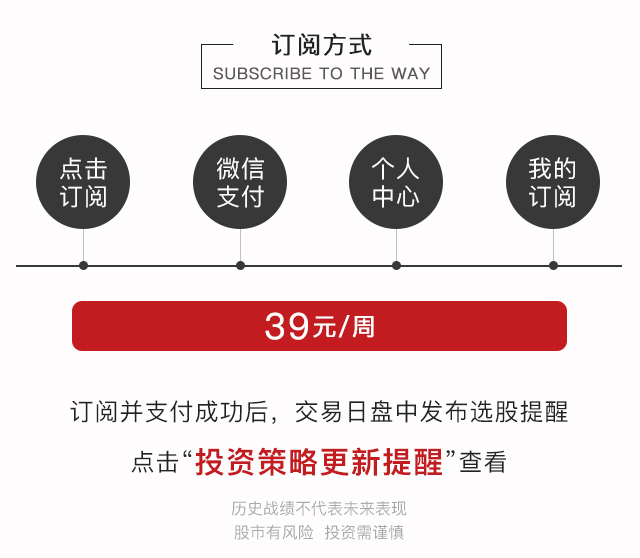 订阅方式
SUBSCRIBE TO THE WAY
点击
订阅
微信
支付
个人
中心
我的
订阅
39元/周
订阅并支付成功后，交易日盘中发布选股提醒
点击“投资策略更新提醒”查看
历史战绩不代表未来表现
股市有风险 投资需谨慎